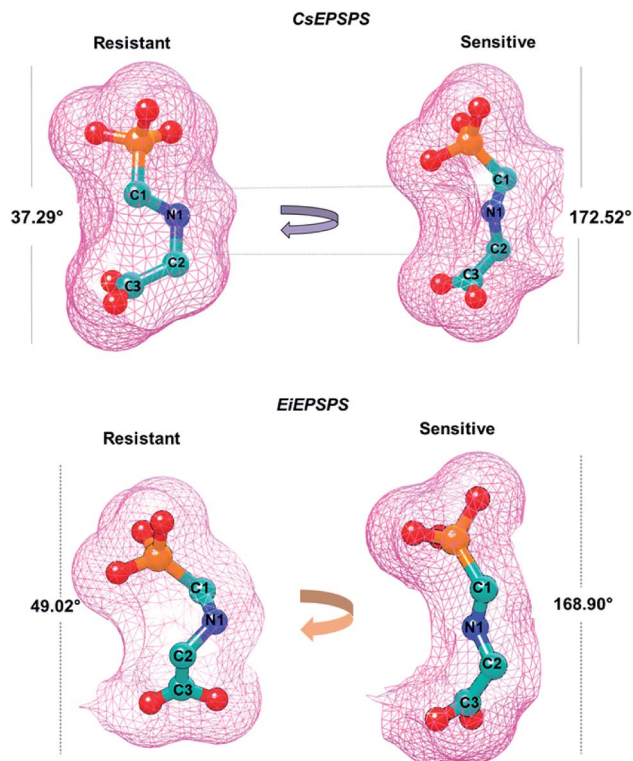 CsEPSPS
Resistant
Sensitive
C1
N1
C2
C3
37.29°
C1
N1
C2
C3
172.52°
EiEPSPS
Resistant
Sensitive
C1
N1
C2
C3
49.02°
C1
N1
C2
C3
168.90°